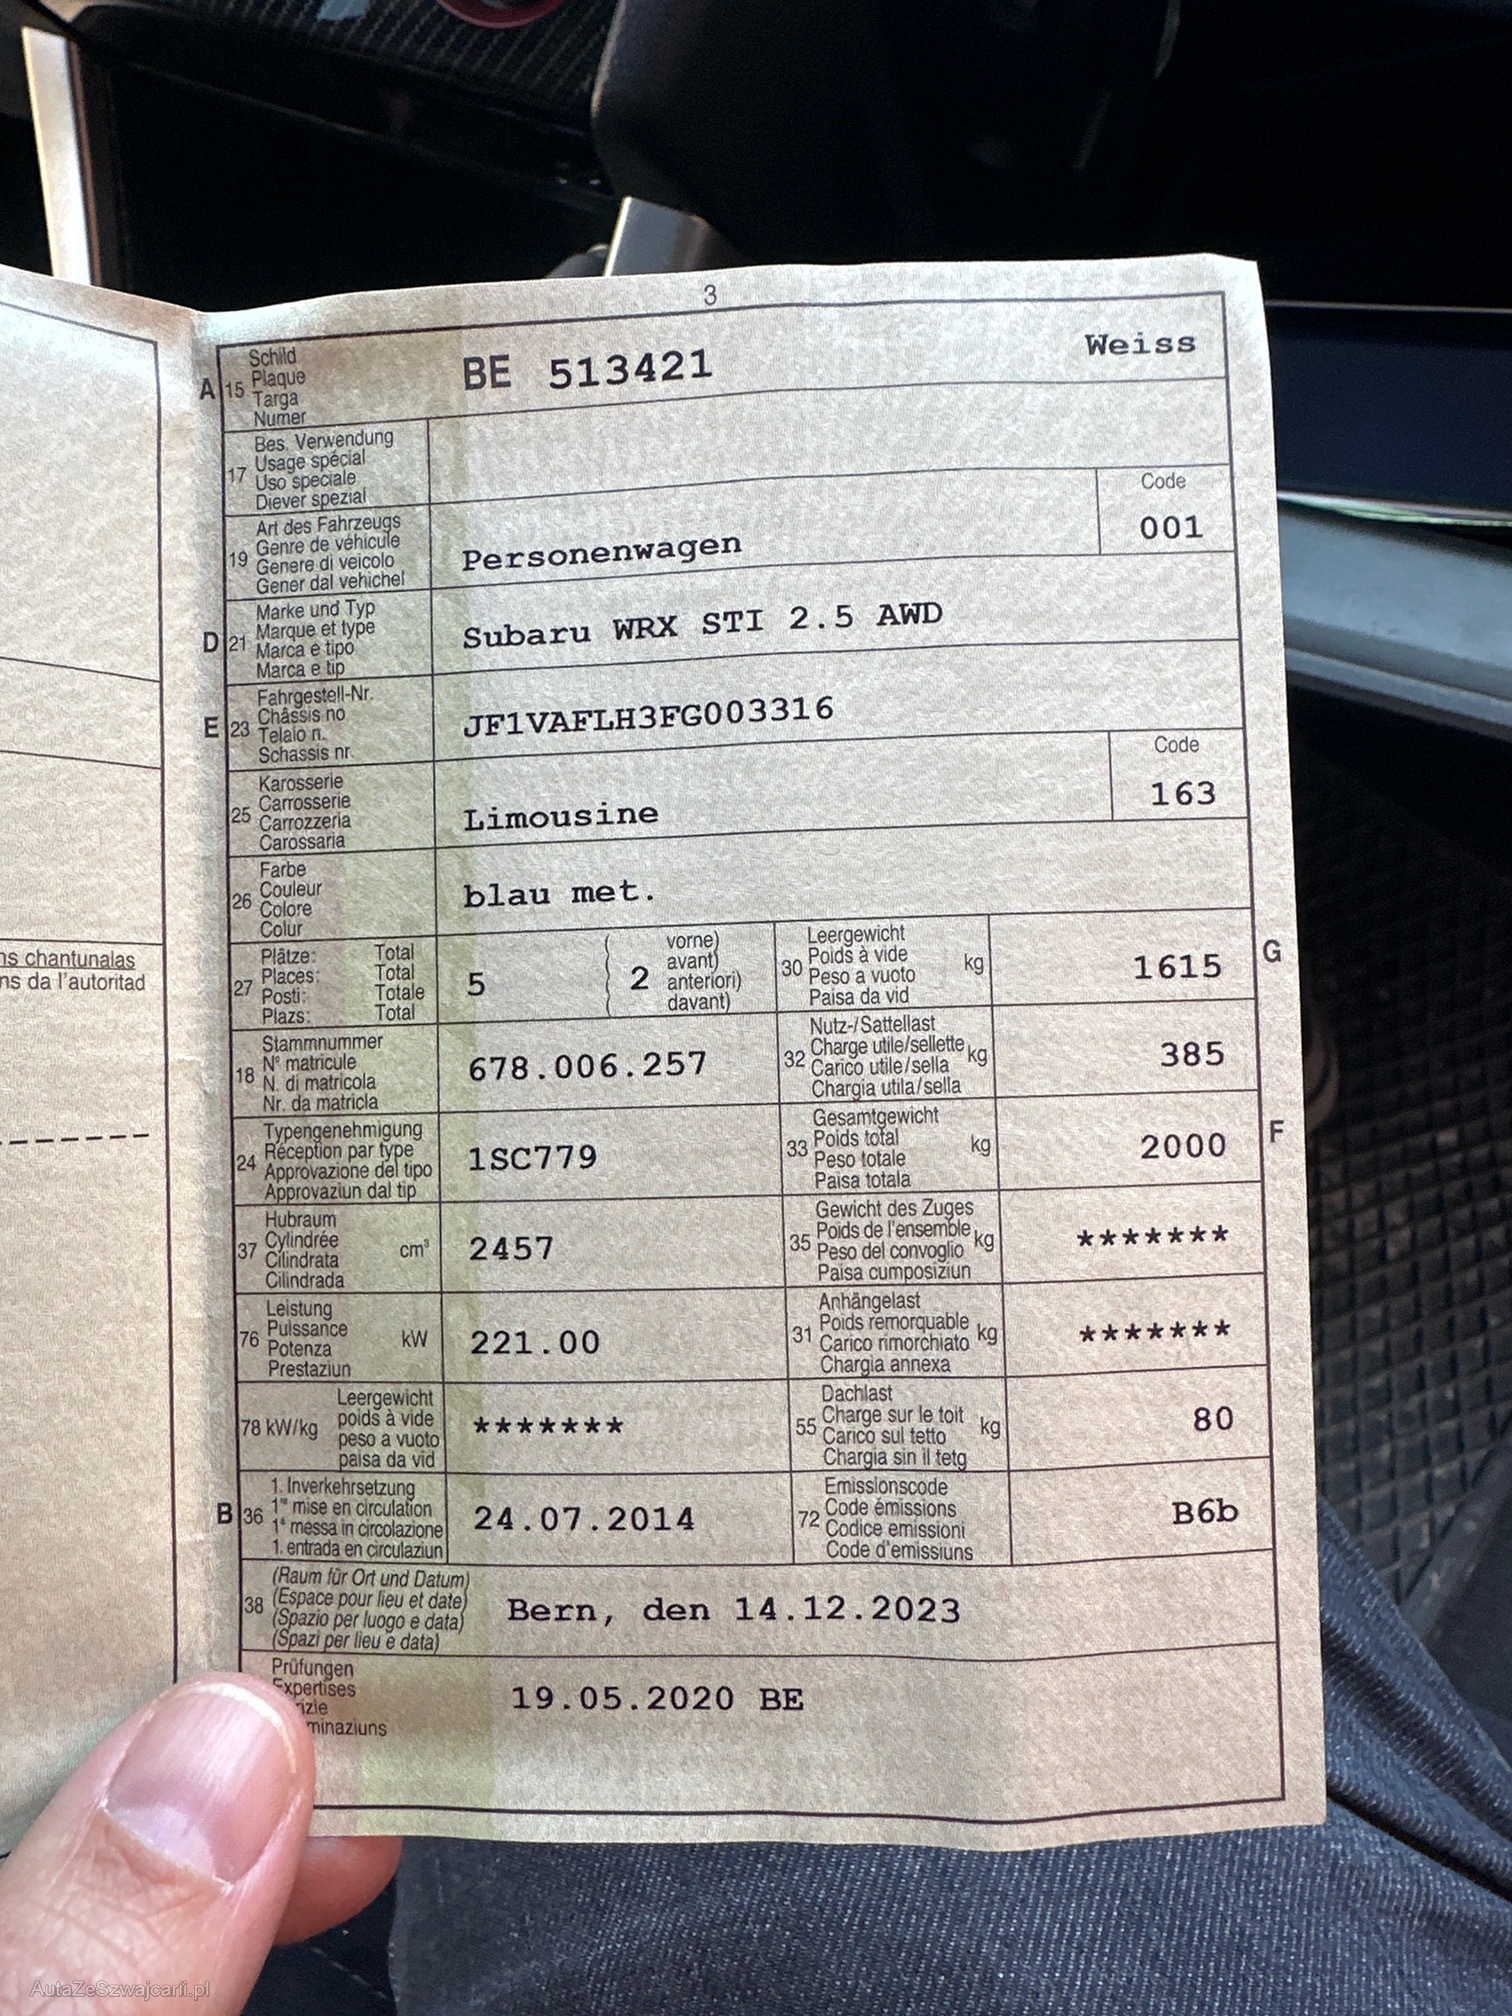 3
A 15 Schild
Plaque
Targa
Numer
BE 513421
Weiss
17 Bes. Verwendung
Usage spécial
Uso speciale
Diever spezial
19 Art des Fahrzeugs
Genre de véhicule
Genere di veicolo
Gener dal vehichel
Personenwagen
Code
001
D 21 Marke und Typ
Marque et type
Marca e tipo
Marca e tip
Subaru WRX STI 2.5 AWD
E 23 Fahrgestell-Nr.
Châssis no
Telaio n.
Schassis nr.
JF1VAFLH3FG003316
25 Karosserie
Carrosserie
Carrozzeria
Carossaria
Limousine
Code
163
26 Farbe
Couleur
Colore
Colur
blau met.
27 Plätze: Total
Places: Total
Posti: Totale
Plazs: Total
5
2
vorne)
avant)
anteriori)
davant)
30 Leergewicht
Poids à vide
Peso a vuoto
Paisa da vid
kg
1615
G
18 Stammnummer
N° matricule
N. di matricola
Nr. da matricla
678.006.257
32 Nutz-/Sattellast
Charge utile/sellette
Carico utile/sella
Chargia utila/sella
kg
385
24 Typengenehmigung
Réception par type
Approvazione del tipo
Approvaziun dal tip
1SC779
33 Gesamtgewicht
Poids total
Peso totale
Paisa totala
kg
2000
F
37 Hubraum
Cylindrée
Cilindrata
Cilindrada
cm³
2457
35 Gewicht des Zuges
Poids de l'ensemble
Peso del convoglio
Paisa cumposiziun
kg
*******
76 Leistung
Puissance
Potenza
Prestaziun
kW
221.00
31 Anhängelast
Poids remorquable
Carico rimorchiato
Chargia annexa
kg
*******
78 kW/kg
Leergewicht
poids à vide
peso a vuoto
paisa da vid
*******
55 Dachlast
Charge sur le toit
Carico sul tetto
Chargia sin il tetg
kg
80
B 36 1. Inverkehrsetzung
1re mise en circulation
1a messa in circolazione
1. entrada en circulaziun
24.07.2014
72 Emissionscode
Code émissions
Codice emissioni
Code d'emissiuns
B6b
38 (Raum für Ort und Datum)
(Espace pour lieu et date)
(Spazio per luogo e data)
(Spazi per lieu e data)
Bern, den 14.12.2023
Prüfungen
Expertises
rizie
minaziuns
19.05.2020 BE
ns chantunalas
ns da l'autoritad
AutaZeSzwajcarii.pl